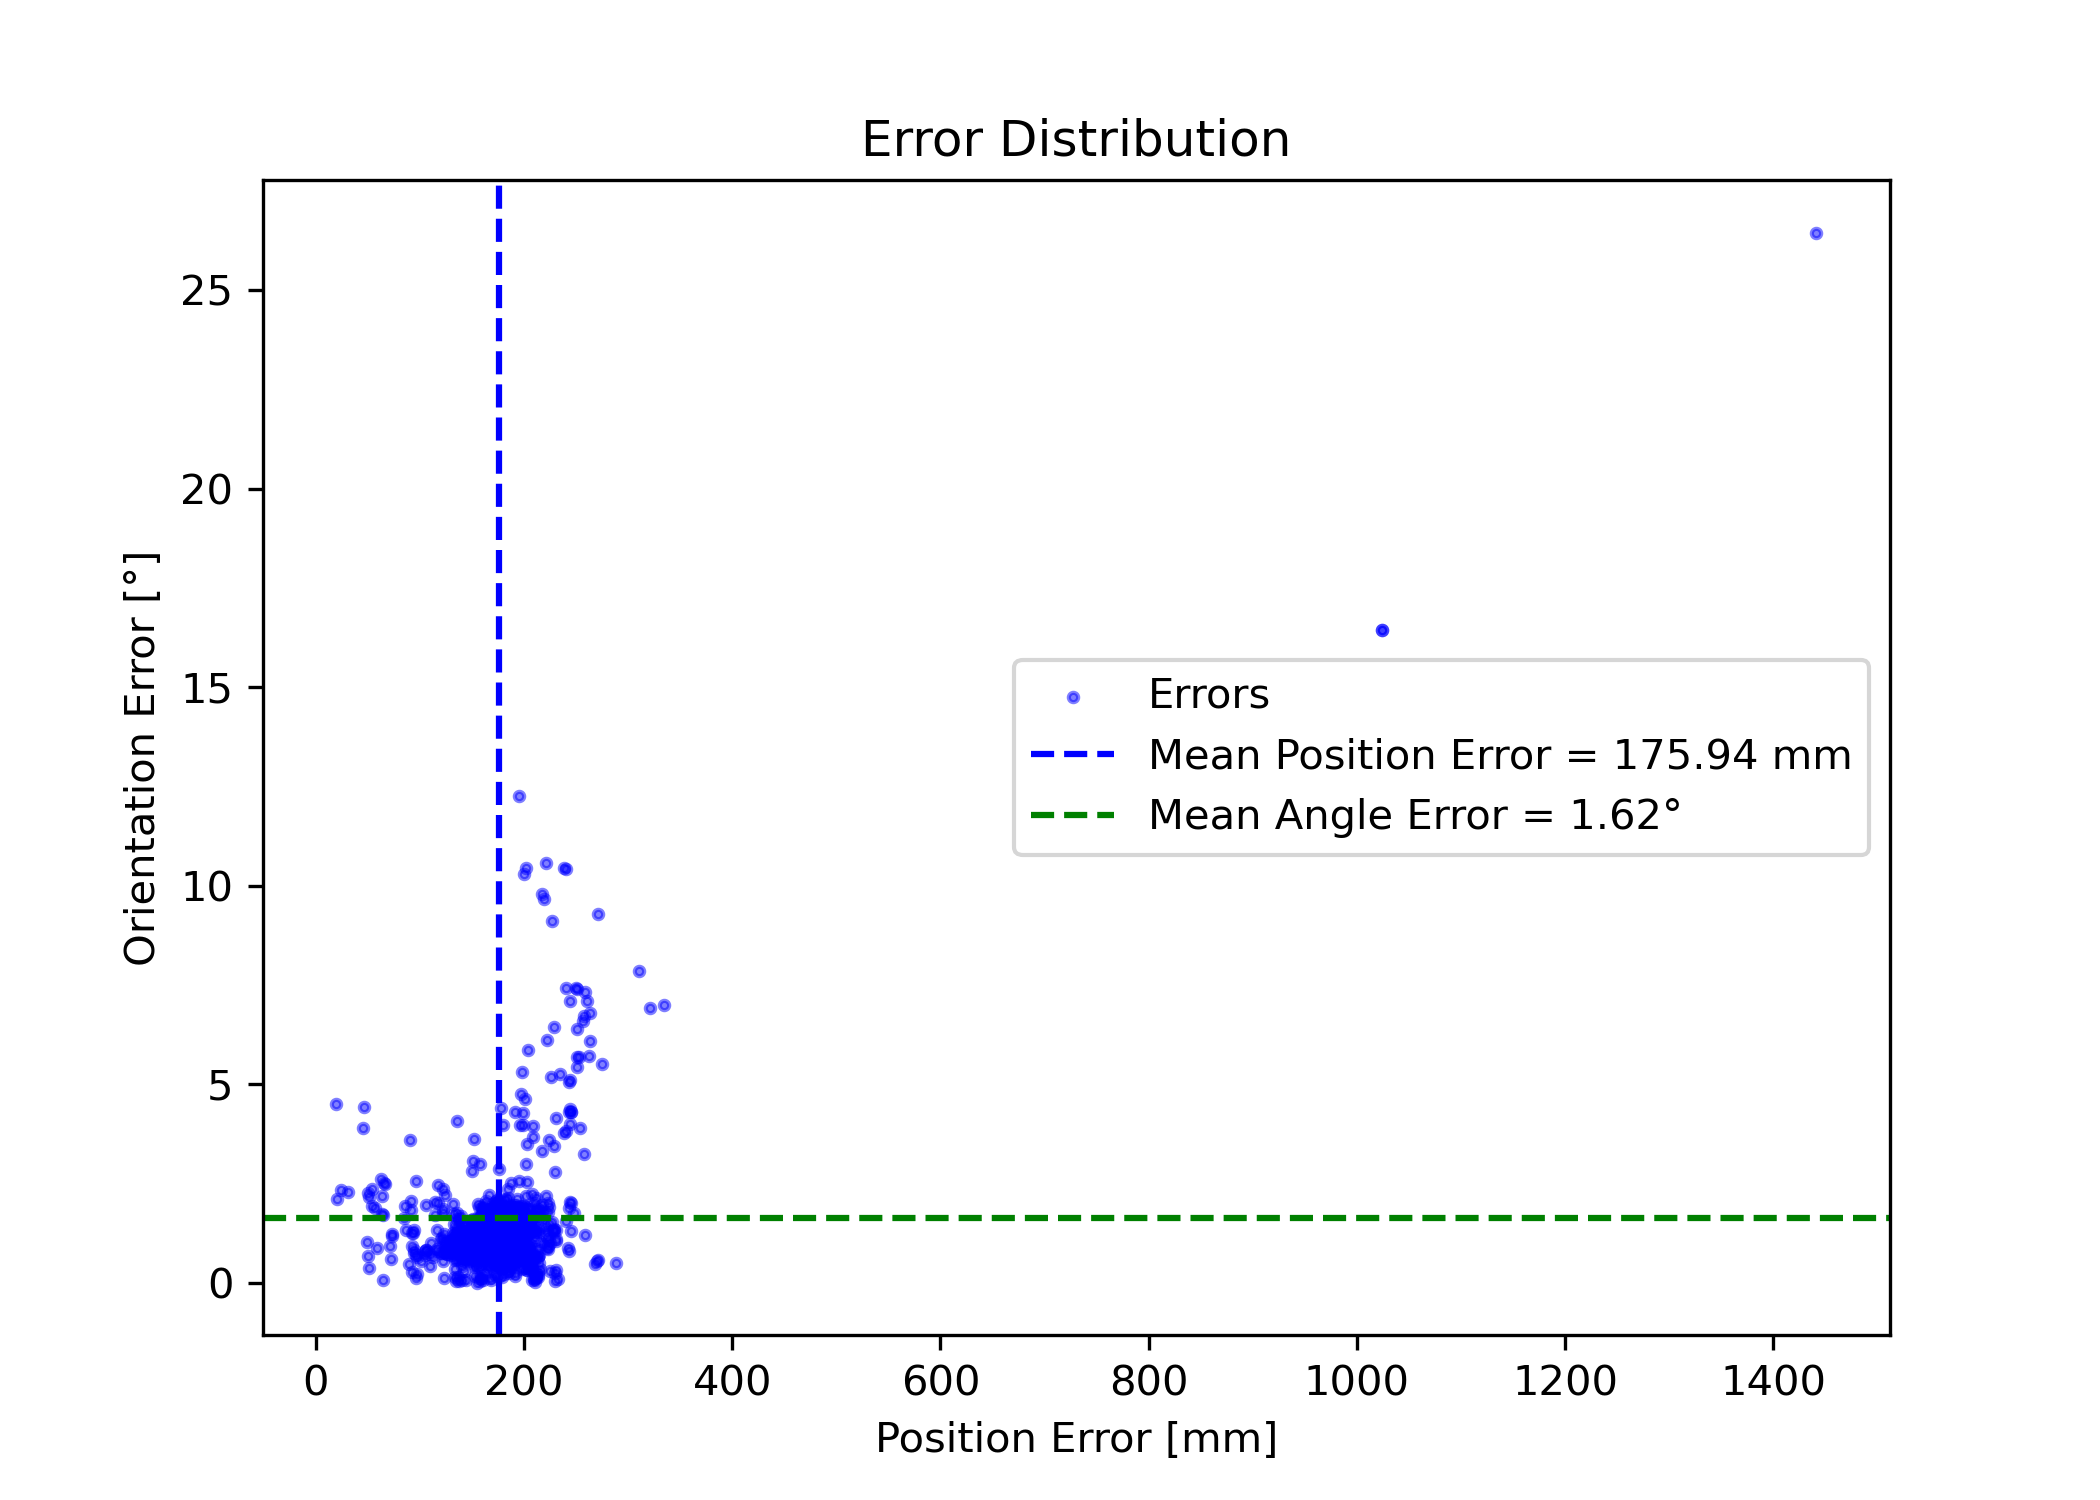 Error Distribution
25
20
15
10
5
0
Orientation Error [°]
Errors
Mean Position Error = 175.94 mm
Mean Angle Error = 1.62°
0 200 400 600 800 1000 1200 1400
Position Error [mm]